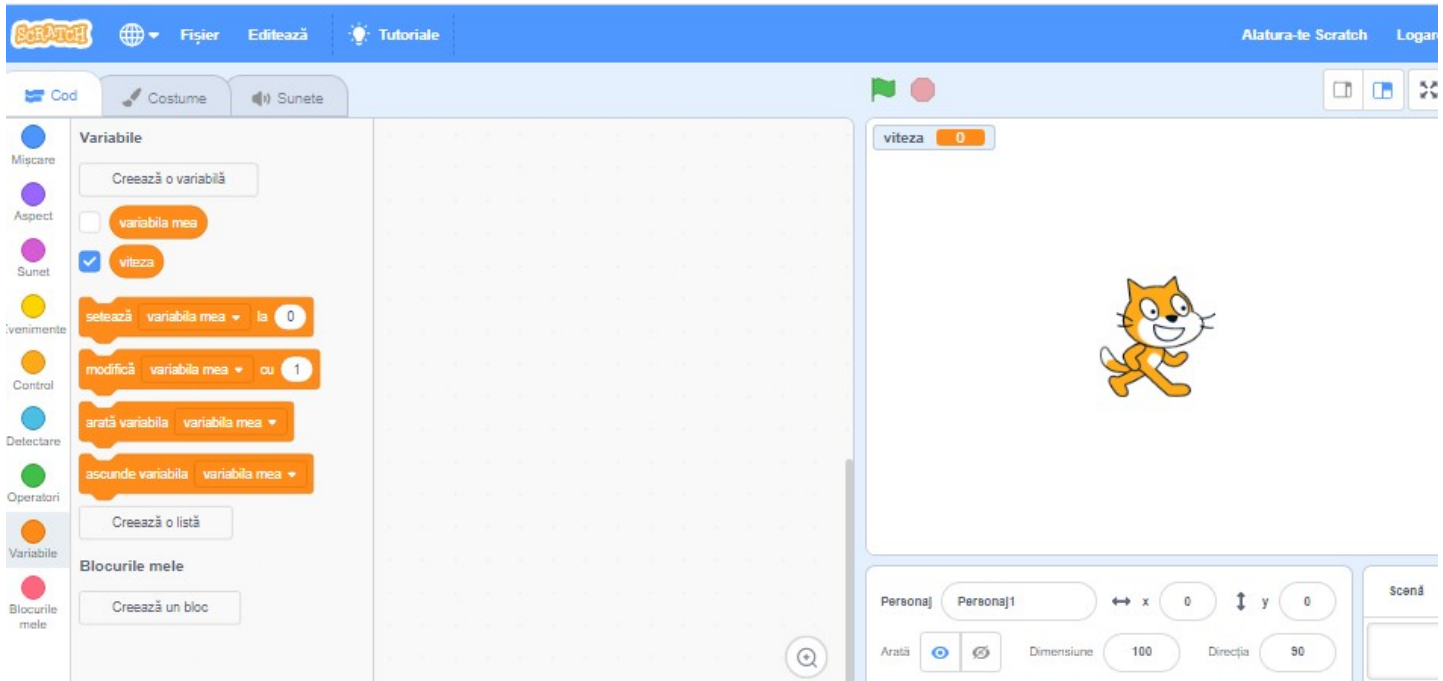 SCRATCH Fișier Editează Tutoriale Alatura-te Scratch Logare
Cod Costume Sunete
Mișcare
Aspect
Sunet
Evenimente
Control
Detectare
Operatori
Variabile
Blocurile
mele
Variabile
Creează o variabilă
variabila mea
viteza
setează variabila mea la 0
modifică variabila mea cu 1
arată variabila variabila mea
ascunde variabila variabila mea
Creează o listă
Blocurile mele
Creează un bloc
viteza 0
Personaj Personaj1 x 0 y 0
Arată Dimensiune 100 Direcția 90
Scenă